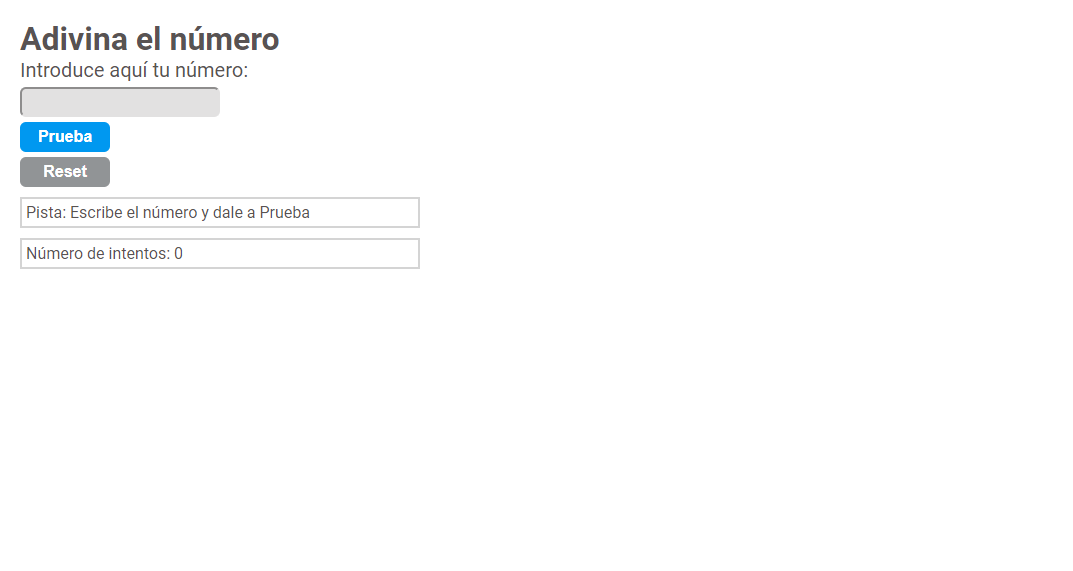 Adivina el número
Introduce aquí tu número:
Prueba
Reset
Pista: Escribe el número y dale a Prueba
Número de intentos: 0